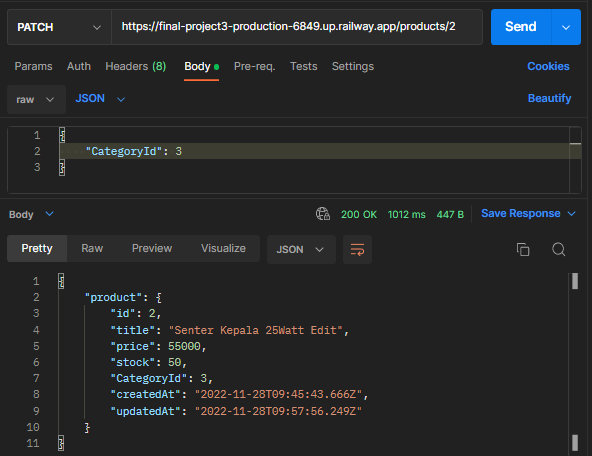 PATCH https://final-project3-production-6849.up.railway.app/products/2 Send
Params Auth Headers (8) Body Pre-req. Tests Settings Cookies
raw JSON Beautify
1 {
2 "CategoryId": 3
3 }
Body 200 OK 1012 ms 447 B Save Response
Pretty Raw Preview Visualize JSON
1 {
2 "product": {
3 "id": 2,
4 "title": "Senter Kepala 25Watt Edit",
5 "price": 55000,
6 "stock": 50,
7 "CategoryId": 3,
8 "createdAt": "2022-11-28T09:45:43.666Z",
9 "updatedAt": "2022-11-28T09:57:56.249Z"
10 }
11 }